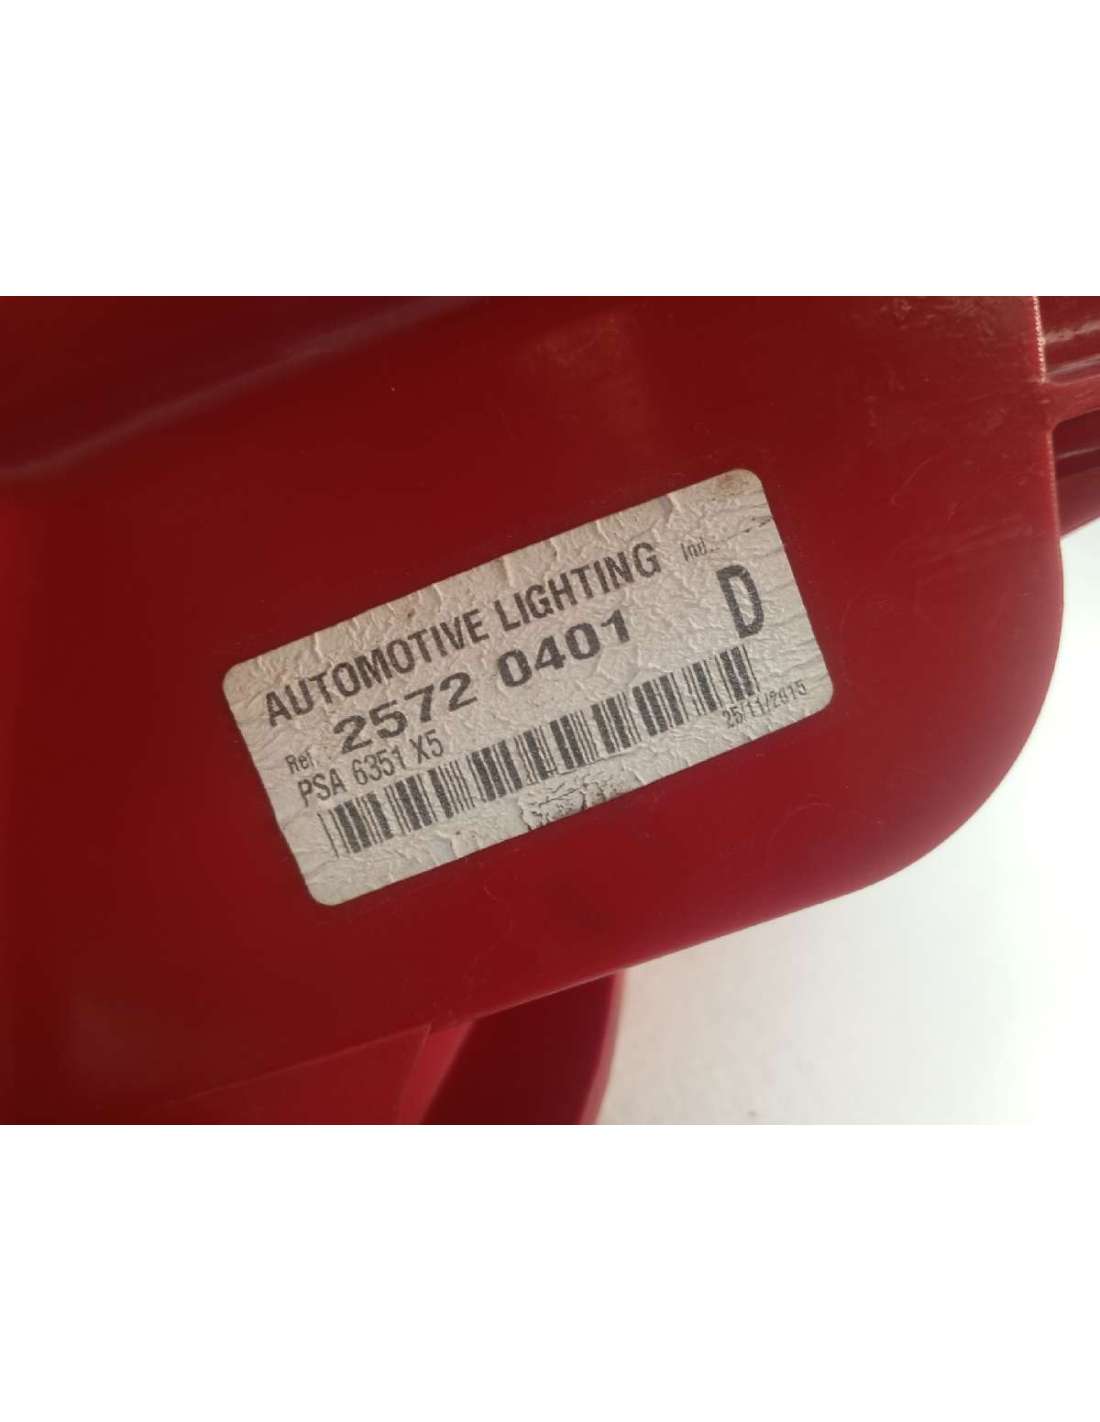 AUTOMOTIVE LIGHTING Ind.:
Ref. 2572 0401 D
PSA 6351 X5
25/11/2015